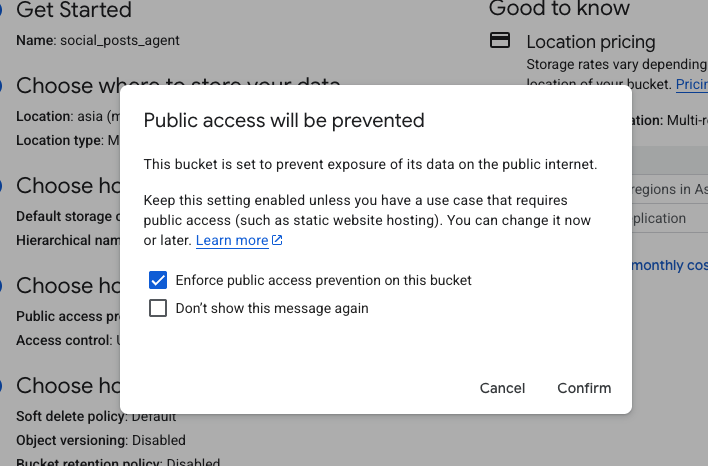 Get Started
Name: social_posts_agent
Choose where to store your data
Location: asia (m
Location type: M
Choose ho
Default storage c
Hierarchical nam
Choose ho
Public access pr
Access control: U
Choose ho
Soft delete policy: Default
Object versioning: Disabled
Bucket retention policy: Disabled
Good to know
Location pricing
Storage rates vary depending
location of your bucket. Pricin
ation: Multi-r
regions in As
plication
monthly cos
Public access will be prevented
This bucket is set to prevent exposure of its data on the public internet.
Keep this setting enabled unless you have a use case that requires
public access (such as static website hosting). You can change it now
or later. Learn more
Enforce public access prevention on this bucket
Don't show this message again
Cancel
Confirm